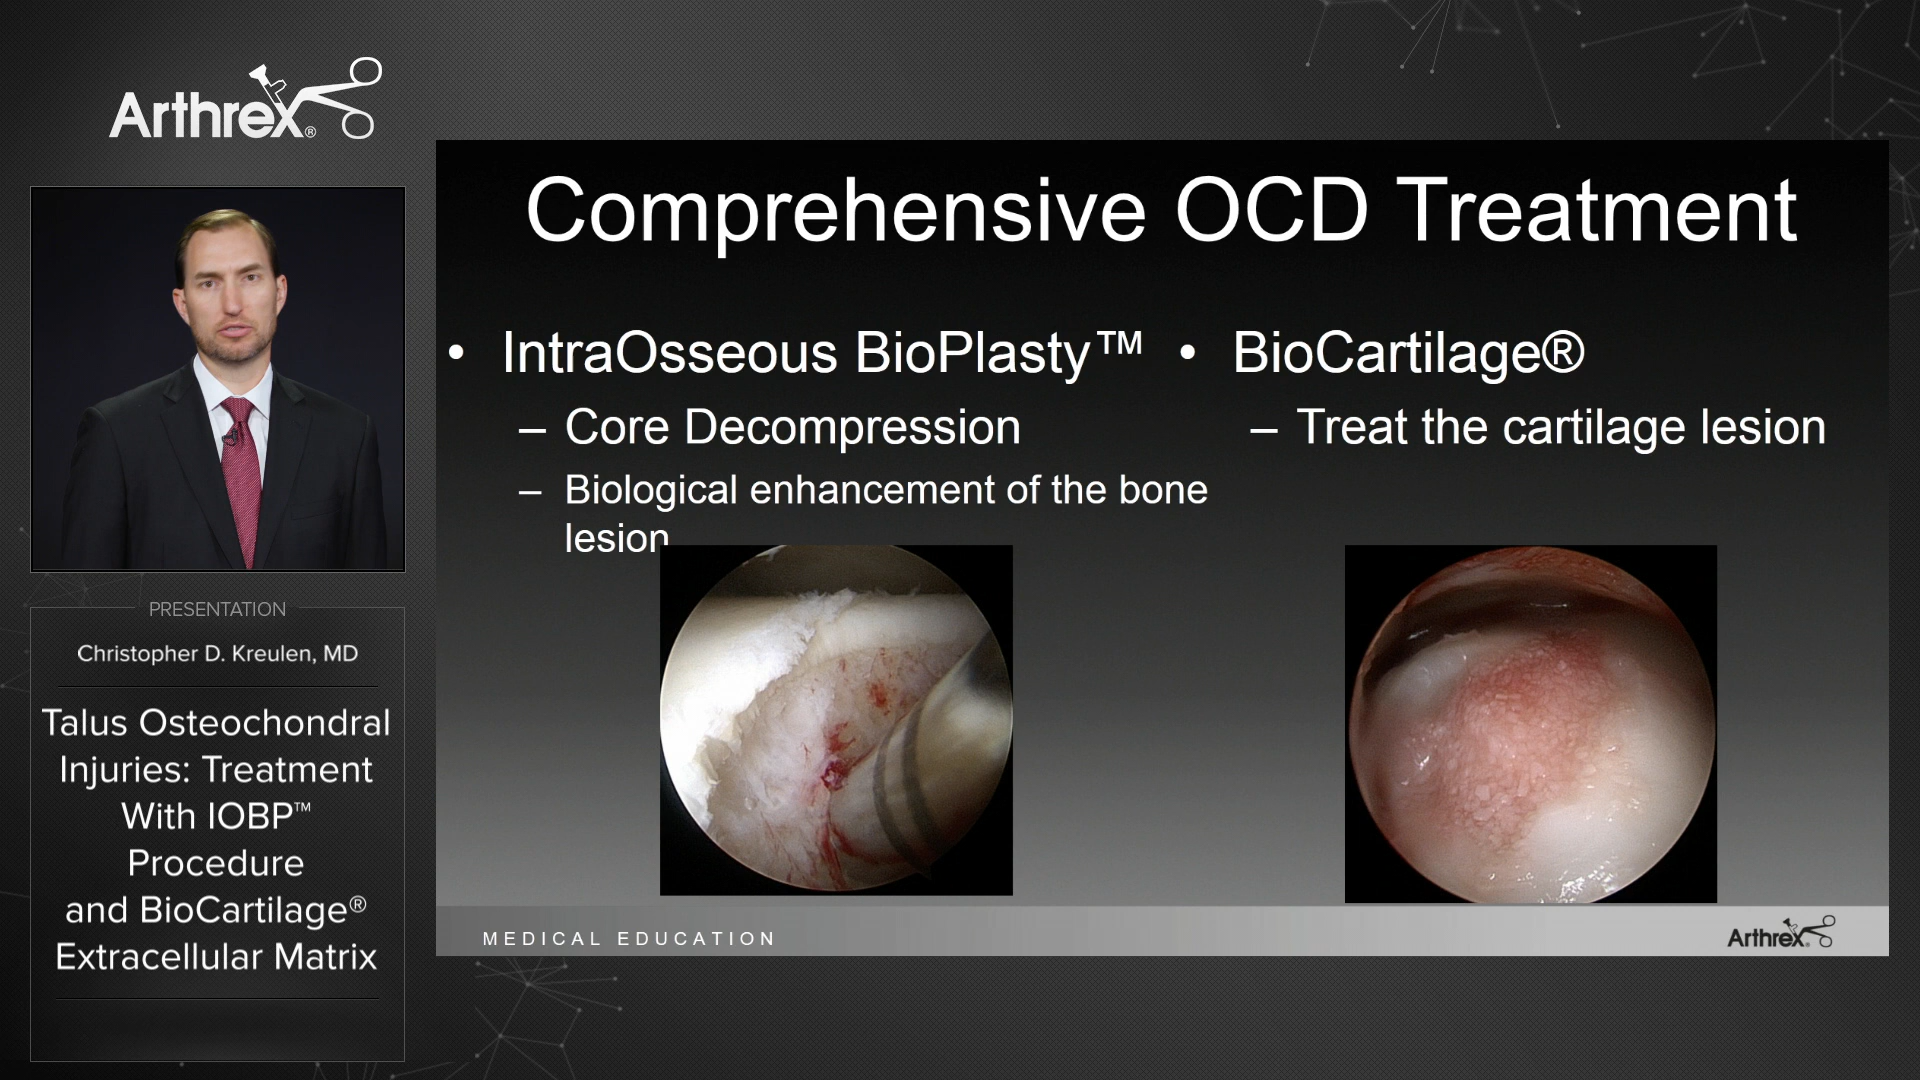 Arthrex®
PRESENTATION
Christopher D. Kreulen, MD
Talus Osteochondral
Injuries: Treatment
With IOBP™
Procedure
and BioCartilage®
Extracellular Matrix
Comprehensive OCD Treatment
• IntraOsseous BioPlasty™
– Core Decompression
– Biological enhancement of the bone
lesion
• BioCartilage®
– Treat the cartilage lesion
MEDICAL EDUCATION
Arthrex®